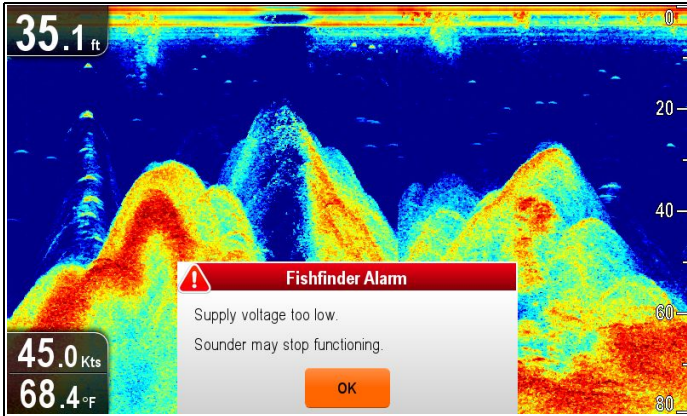 35.1 ft
0
20
40
60
80
Fishfinder Alarm
Supply voltage too low.
Sounder may stop functioning.
OK
45.0 Kts
68.4 °F